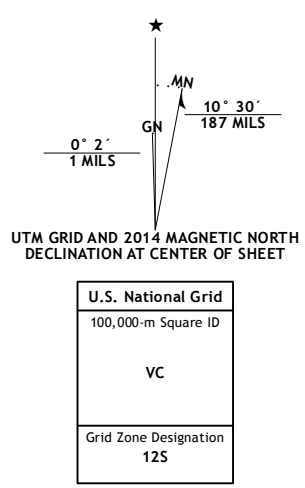 ★
MN
GN
10° 30´
187 MILS
0° 2´
1 MILS
UTM GRID AND 2014 MAGNETIC NORTH
DECLINATION AT CENTER OF SHEET
U.S. National Grid
100,000-m Square ID
VC
Grid Zone Designation
12S